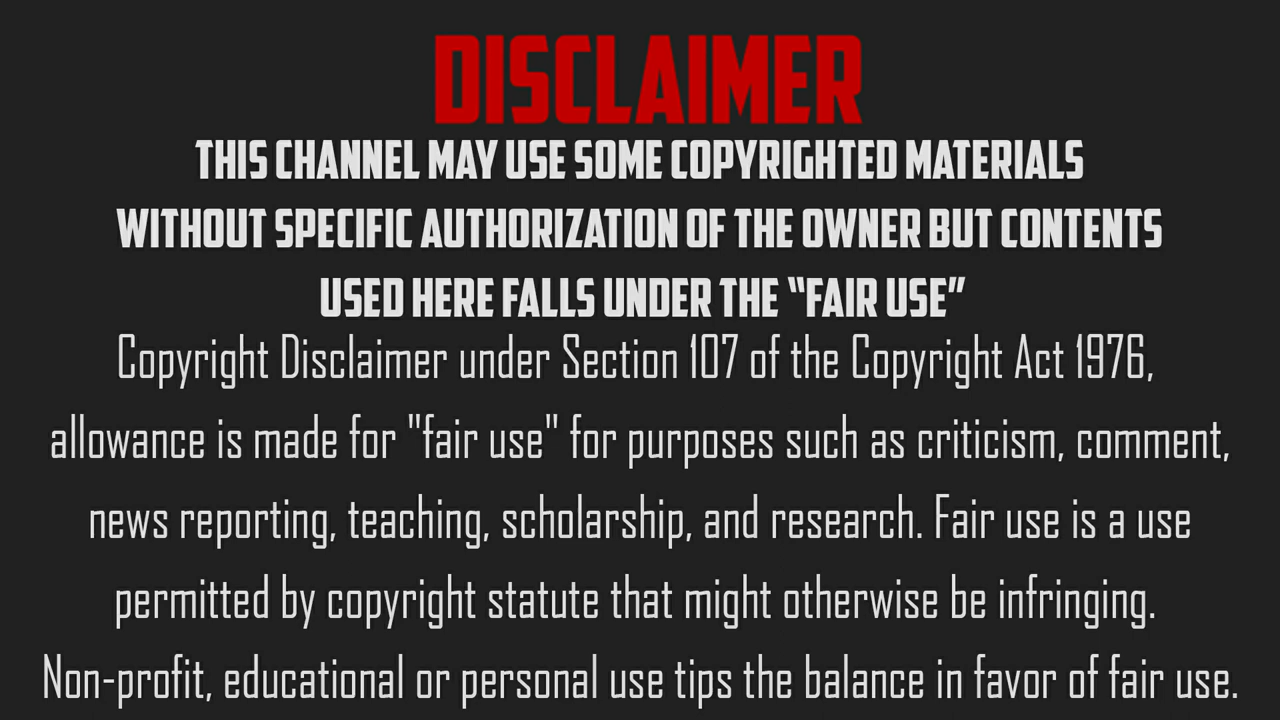 DISCLAIMER
THIS CHANNEL MAY USE SOME COPYRIGHTED MATERIALS
WITHOUT SPECIFIC AUTHORIZATION OF THE OWNER BUT CONTENTS
USED HERE FALLS UNDER THE “FAIR USE”
Copyright Disclaimer under Section 107 of the Copyright Act 1976,
allowance is made for "fair use" for purposes such as criticism, comment,
news reporting, teaching, scholarship, and research. Fair use is a use
permitted by copyright statute that might otherwise be infringing.
Non-profit, educational or personal use tips the balance in favor of fair use.